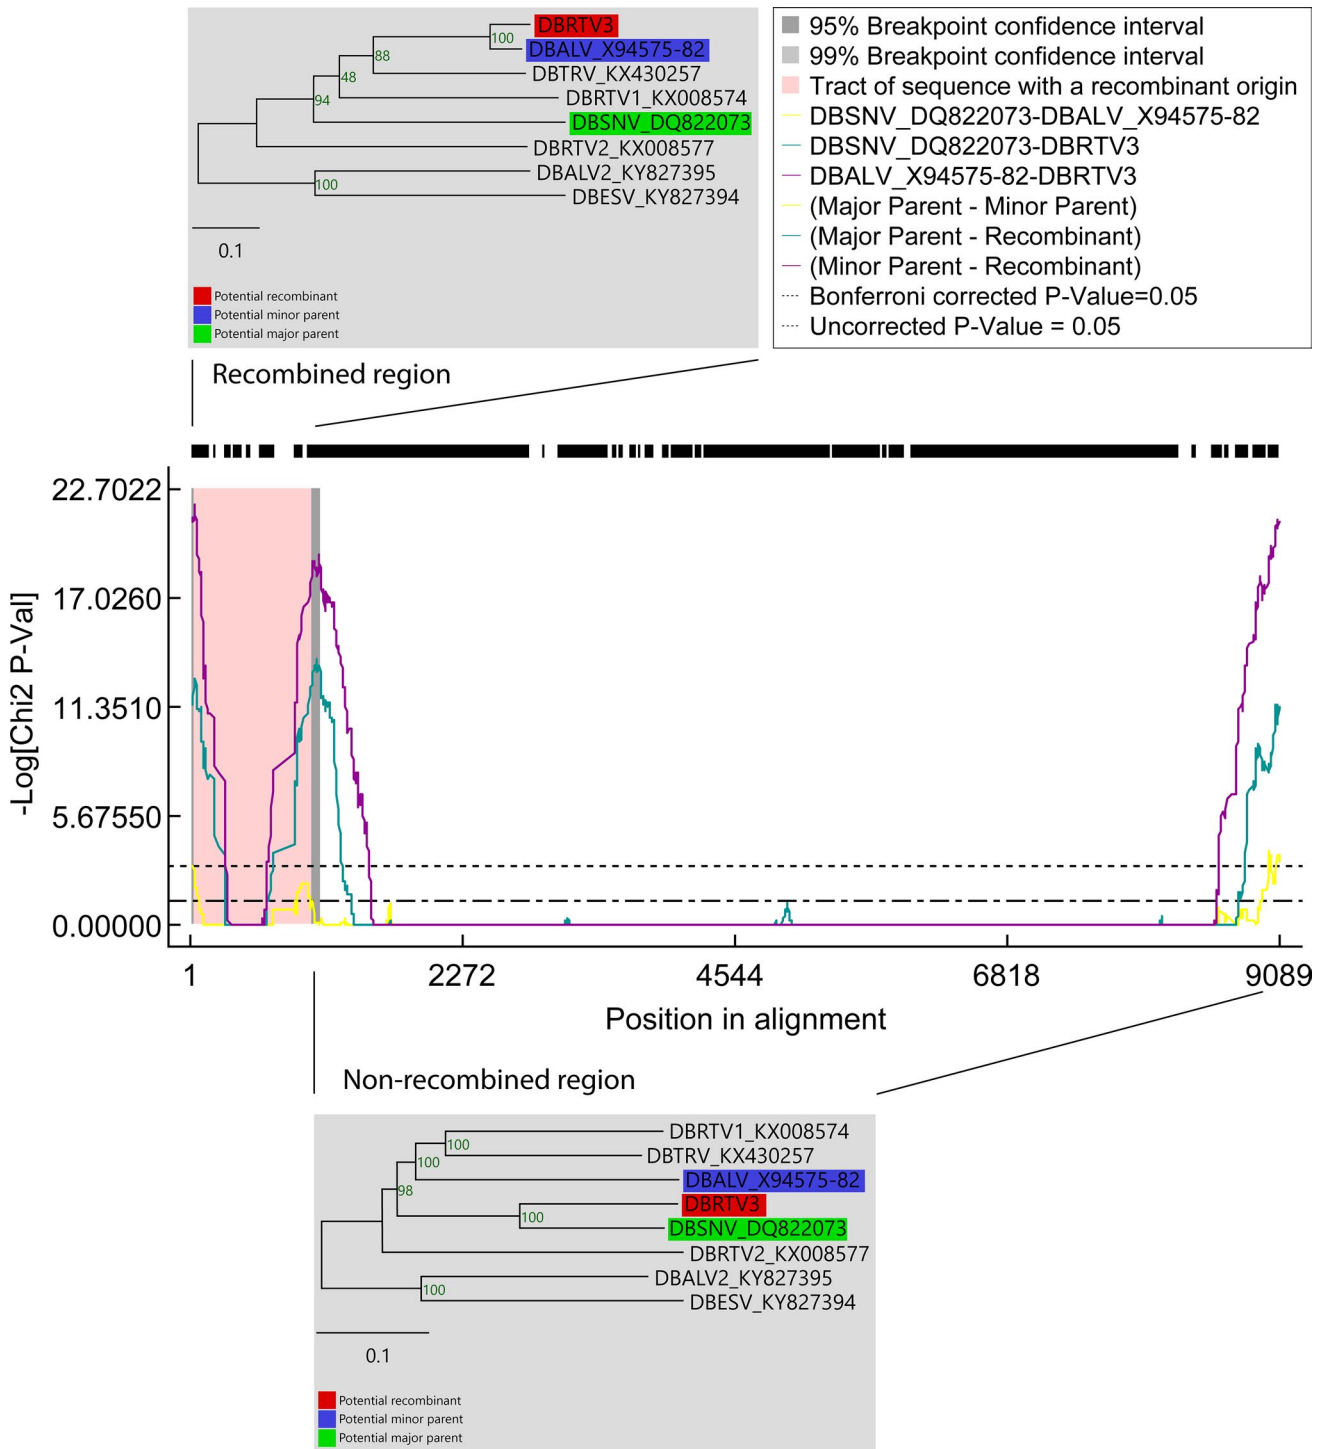 DBRTV3
100
DBALV_X94575-82
88
DBTRV_KX430257
48
DBRTV1_KX008574
94
DBSNV_DQ822073
DBRTV2_KX008577
DBALV2_KY827395
100
DBESV_KY827394
0.1
Potential recombinant
Potential minor parent
Potential major parent
95% Breakpoint confidence interval
99% Breakpoint confidence interval
Tract of sequence with a recombinant origin
DBSNV_DQ822073-DBALV_X94575-82
DBSNV_DQ822073-DBRTV3
DBALV_X94575-82-DBRTV3
(Major Parent - Minor Parent)
(Major Parent - Recombinant)
(Minor Parent - Recombinant)
Bonferroni corrected P-Value=0.05
Uncorrected P-Value = 0.05
Recombined region
22.7022
17.0260
11.3510
5.67550
0.00000
-Log[Chi2 P-Val]
1 2272 4544 6818 9089
Position in alignment
Non-recombined region
DBRTV1_KX008574
100
DBTRV_KX430257
100
DBALV_X94575-82
98
DBRTV3
100
DBSNV_DQ822073
DBRTV2_KX008577
DBALV2_KY827395
100
DBESV_KY827394
0.1
Potential recombinant
Potential minor parent
Potential major parent